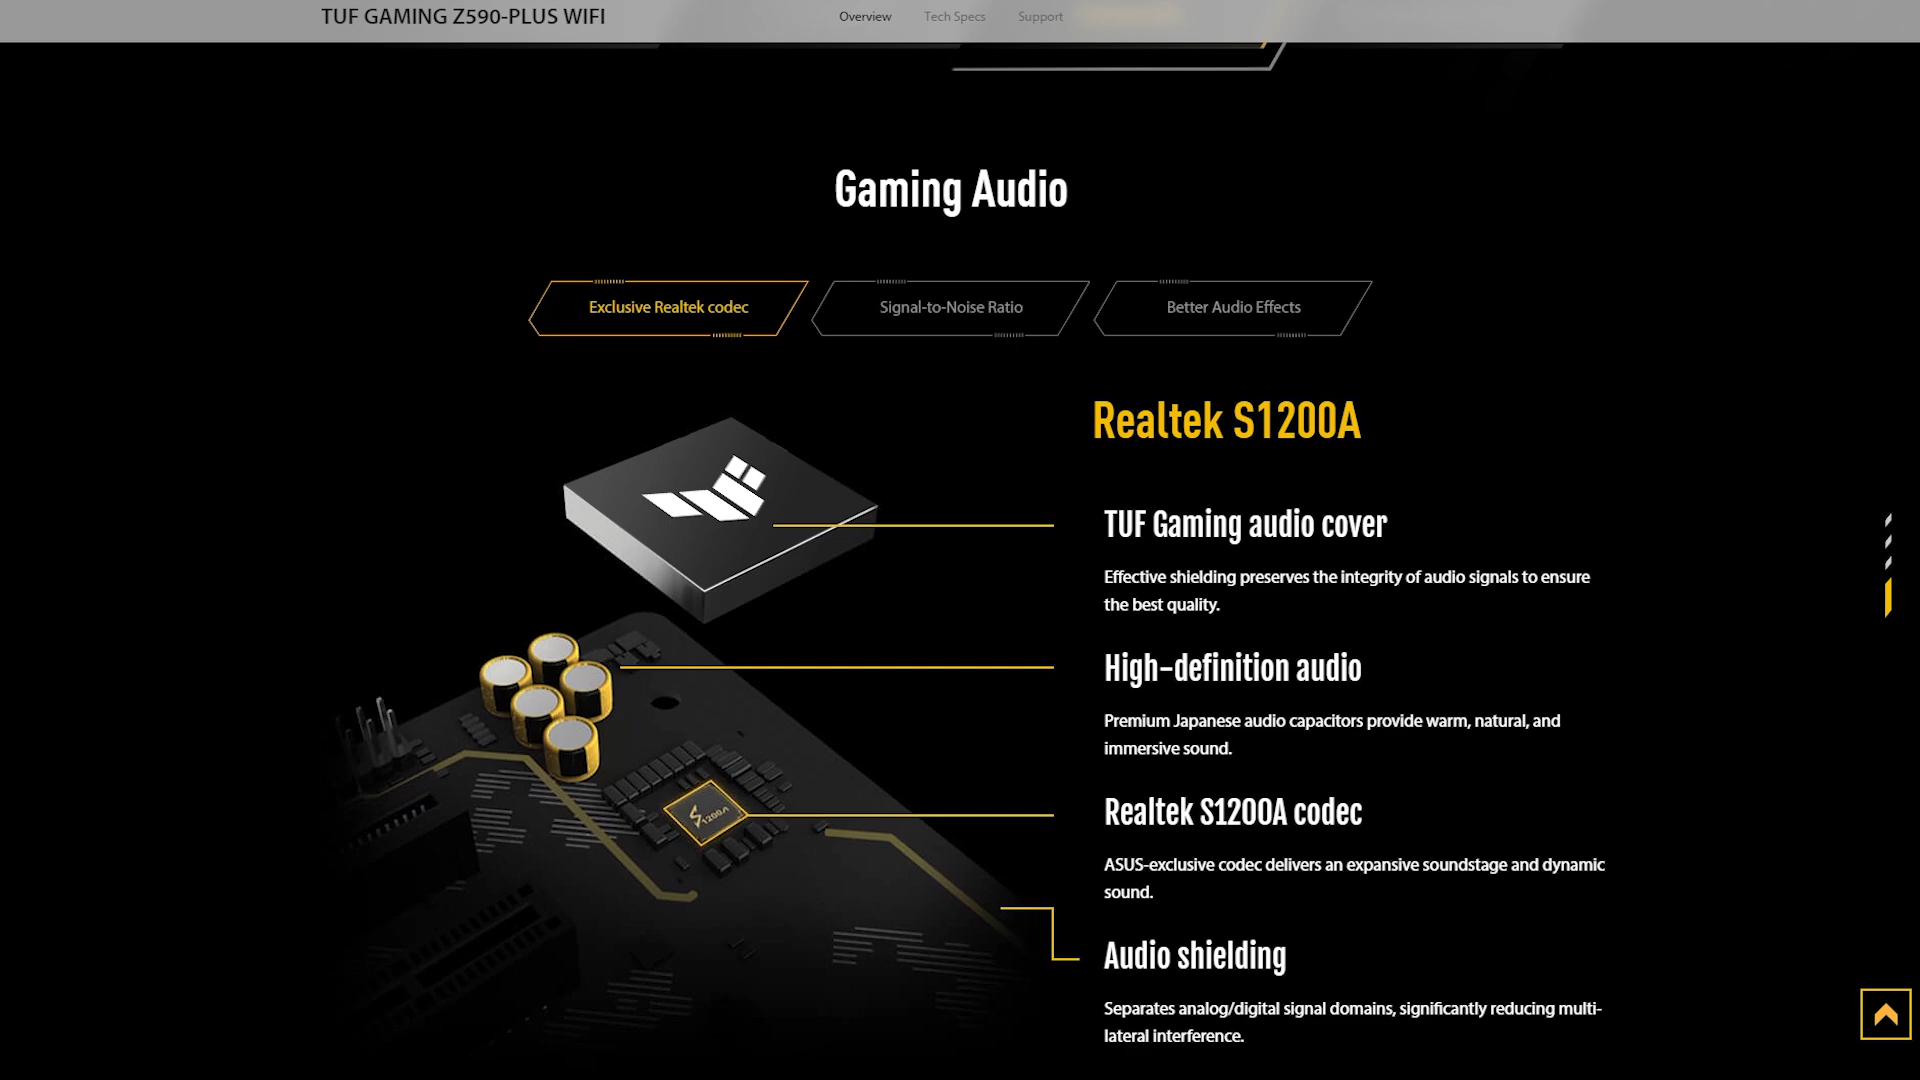 TUF GAMING Z590-PLUS WIFI
Overview
Tech Specs
Support
Gaming Audio
Exclusive Realtek codec
Signal-to-Noise Ratio
Better Audio Effects
Realtek S1200A
TUF Gaming audio cover
Effective shielding preserves the integrity of audio signals to ensure
the best quality.
High-definition audio
Premium Japanese audio capacitors provide warm, natural, and
immersive sound.
S1200A
Realtek S1200A codec
ASUS-exclusive codec delivers an expansive soundstage and dynamic
sound.
Audio shielding
Separates analog/digital signal domains, significantly reducing multi-
lateral interference.